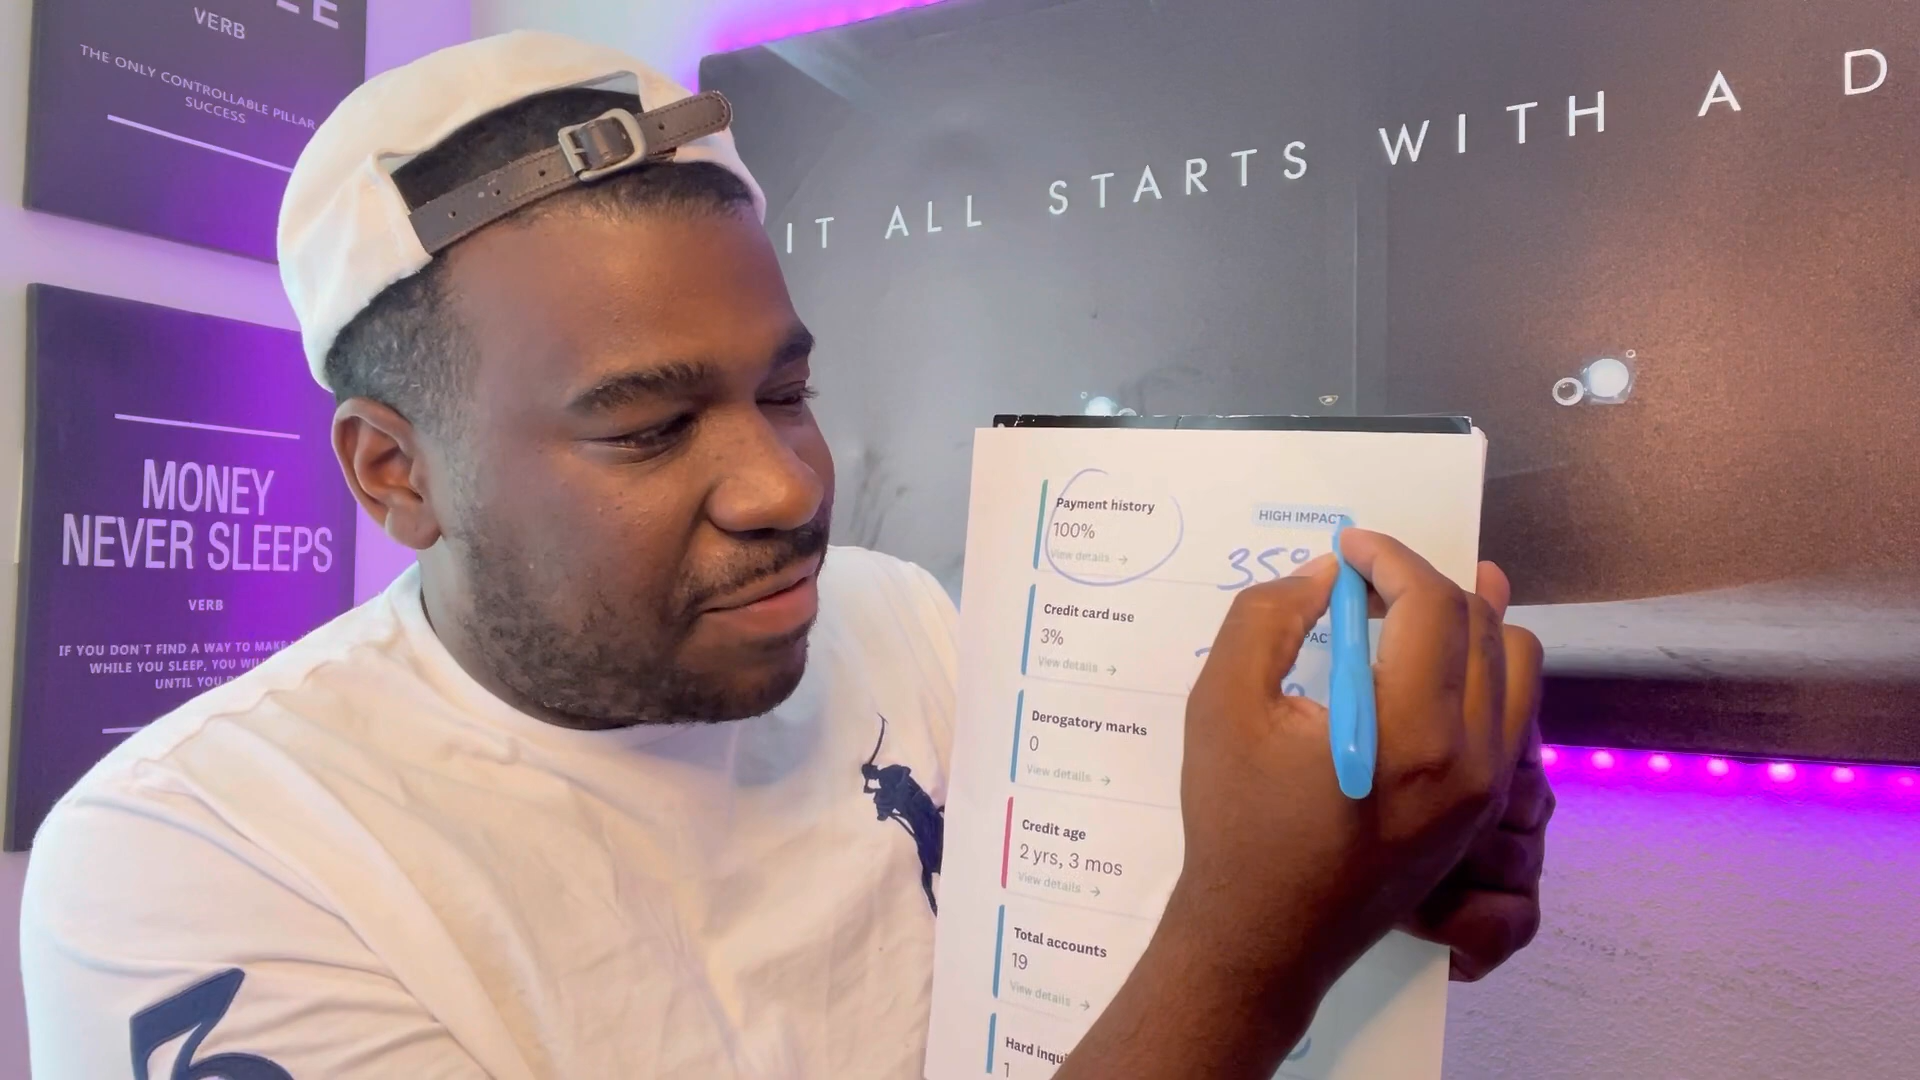 VERB
THE ONLY CONTROLLABLE PILLAR
SUCCESS
MONEY
NEVER SLEEPS
VERB
IF YOU DON'T FIND A WAY TO MAKE
WHILE YOU SLEEP, YOU
UNTIL YOU
IT ALL STARTS WITH A D
Payment history
100%
View details →
HIGH IMPACT
35%
Credit card use
3%
View details →
Derogatory marks
0
View details →
Credit age
2 yrs, 3 mos
View details →
Total accounts
19
View details →
Hard
1